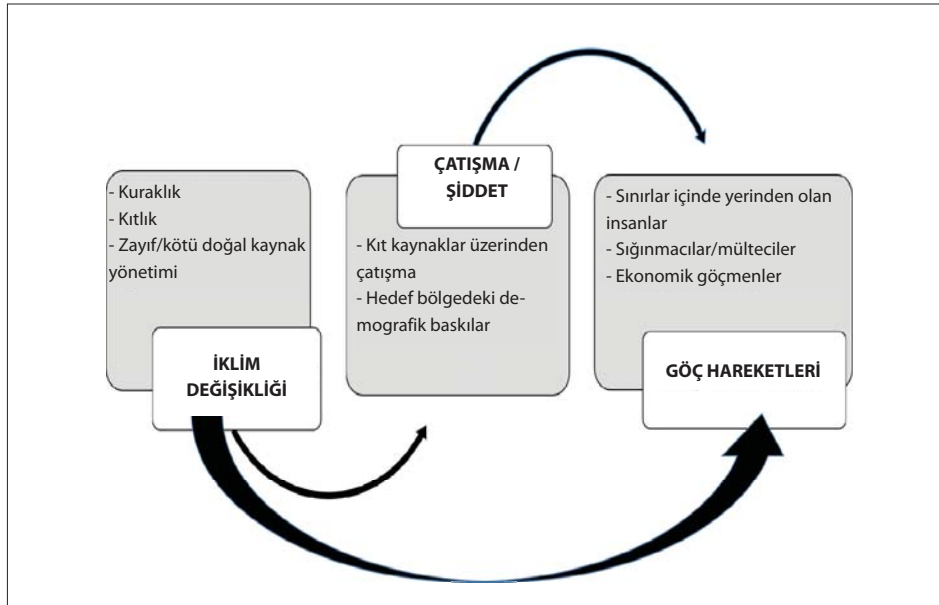 - Kuraklık
- Kıtlık
- Zayıf/kötü doğal kaynak
yönetimi
İKLİM
DEĞİŞİKLİĞİ
ÇATIŞMA /
ŞİDDET
- Kıt kaynaklar üzerinden
çatışma
- Hedef bölgedeki de-
mografik baskılar
- Sınırlar içinde yerinden olan
insanlar
- Sığınmacılar/mülteciler
- Ekonomik göçmenler
GÖÇ HAREKETLERİ